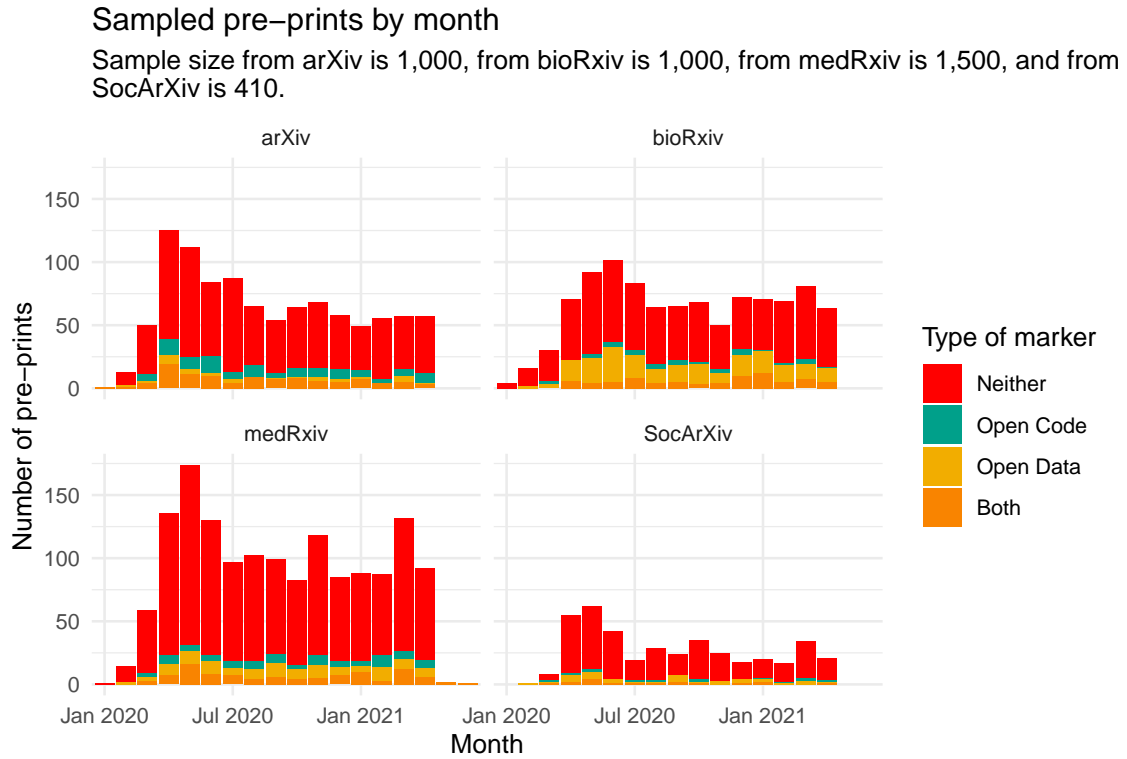 Sampled pre−prints by month
Sample size from arXiv is 1,000, from bioRxiv is 1,000, from medRxiv is 1,500, and from
SocArXiv is 410.
arXiv
bioRxiv
150
100
50
0
medRxiv
SocArXiv
150
100
50
0
Jan 2020
Jul 2020
Jan 2021
Jan 2020
Jul 2020
Jan 2021
Month
Number of pre−prints
Type of marker
Neither
Open Code
Open Data
Both